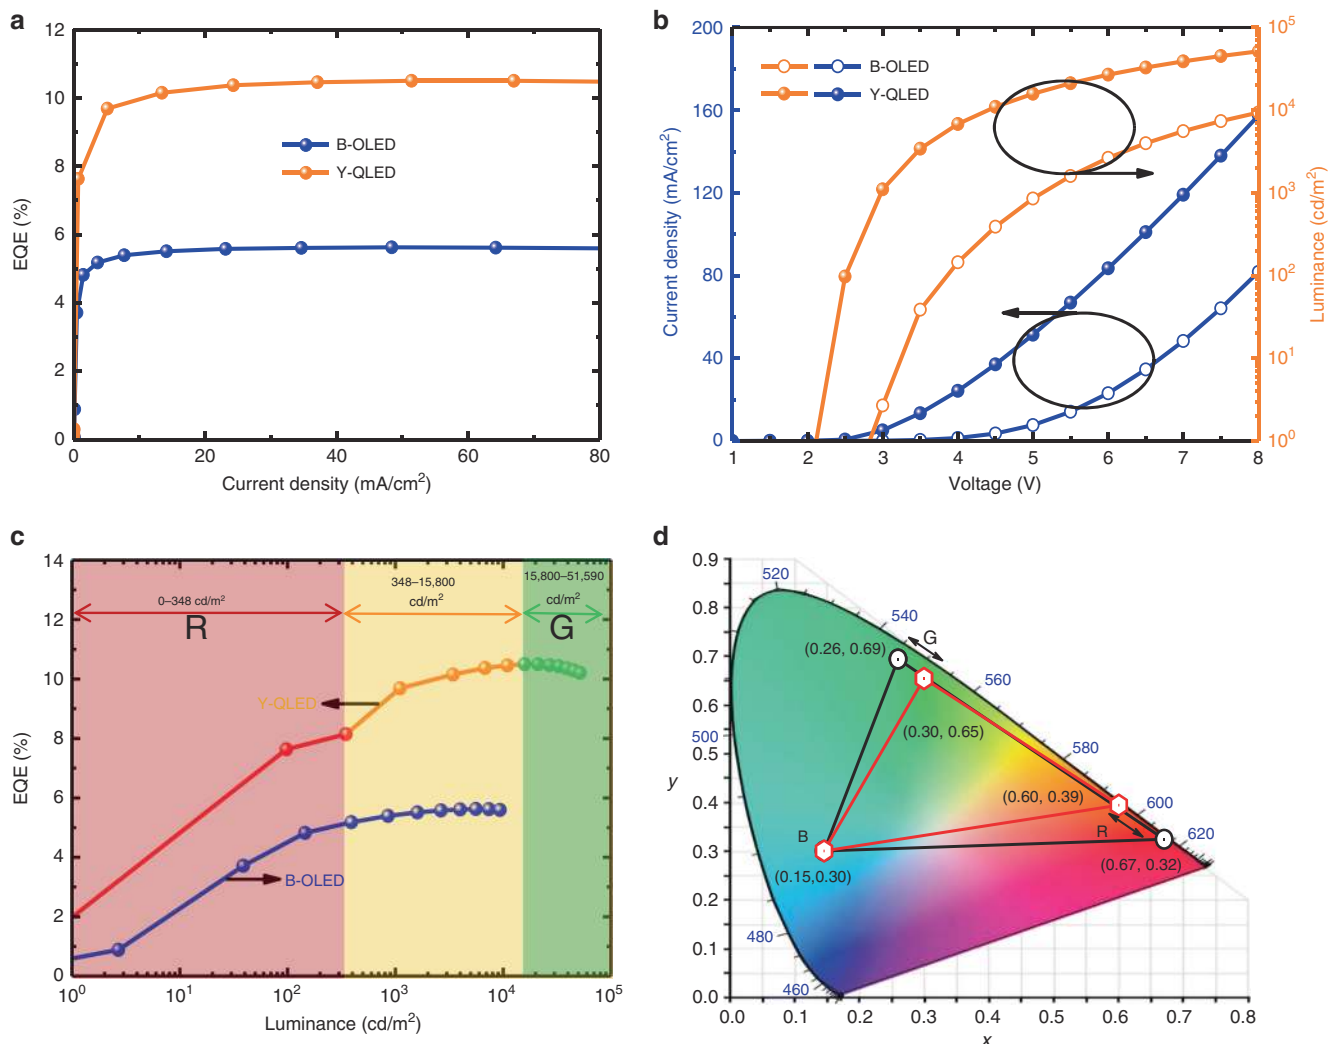 a
12
10
8
6
4
2
0
EQE (%)
B-OLED
Y-QLED
0 20 40 60 80
Current density (mA/cm²)
b
200
160
120
80
40
0
Current density (mA/cm²)
B-OLED
Y-QLED
10⁵
10⁴
10³
10²
10¹
10⁰
Luminance (cd/m²)
1 2 3 4 5 6 7 8
Voltage (V)
c
14
12
10
8
6
4
2
0
EQE (%)
0–348 cd/m²
R
348–15,800
cd/m²
15,800–51,590
cd/m²
G
Y-QLED
B-OLED
10⁰ 10¹ 10² 10³ 10⁴ 10⁵
Luminance (cd/m²)
d
0.9
0.8
0.7
0.6
0.5
0.4
0.3
0.2
0.1
0.0
y
520
540
560
580
600
620
500
480
460
(0.26, 0.69)
G
(0.30, 0.65)
(0.60, 0.39)
R
(0.67, 0.32)
B
(0.15,0.30)
0.0 0.1 0.2 0.3 0.4 0.5 0.6 0.7 0.8
x